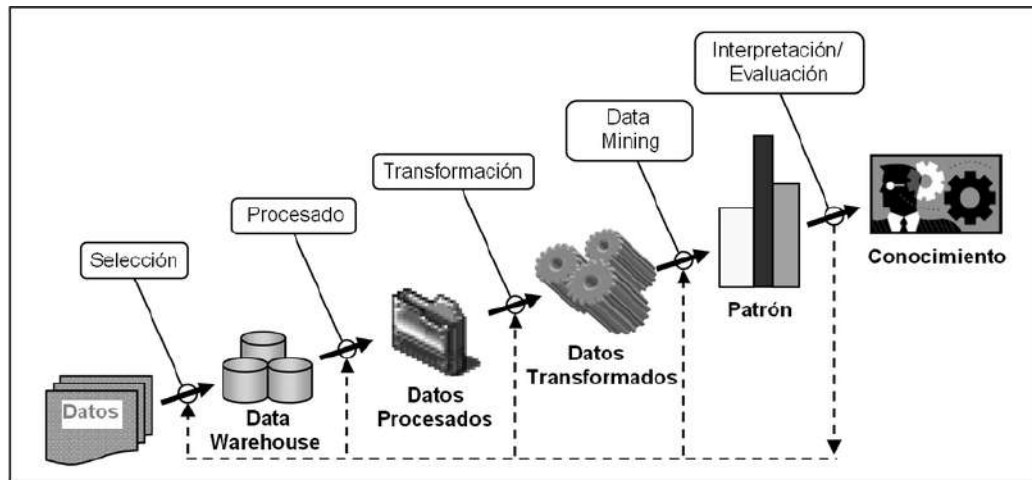 Interpretación/
Evaluación
Data
Mining
Transformación
Procesado
Selección
Datos
Data
Warehouse
Datos
Procesados
Datos
Transformados
Patrón
Conocimiento